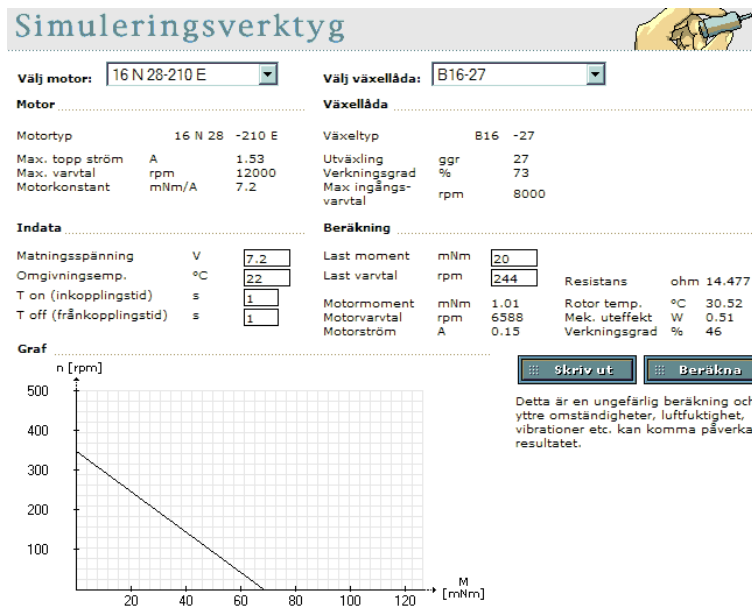 Simuleringsverktyg
Välj motor: 16 N 28-210 E Välj växellåda: B16-27
Motor Växellåda
Motortyp 16 N 28 -210 E Växeltyp B16 -27
Max. topp ström A 1.53 Utväxling ggr 27
Max. varvtal rpm 12000 Verkningsgrad % 73
Motorkonstant mNm/A 7.2 Max ingångs-
varvtal rpm 8000
Indata Beräkning
Matningsspänning V 7.2 Last moment mNm 20
Omgivningsemp. °C 22 Last varvtal rpm 244 Resistans ohm 14.477
T on (inkopplingstid) s 1 Motormoment mNm 1.01 Rotor temp. °C 30.52
T off (frånkopplingstid) s 1 Motorvarvtal rpm 6588 Mek. uteffekt W 0.51
Motorström A 0.15 Verkningsgrad % 46
Graf
Skriv ut Beräkna
n [rpm]
Detta är en ungefärlig beräkning och
yttre omständigheter, luftfuktighet,
vibrationer etc. kan komma påverka
resultatet.
500
400
300
200
100
20 40 60 80 100 120
M
[mNm]